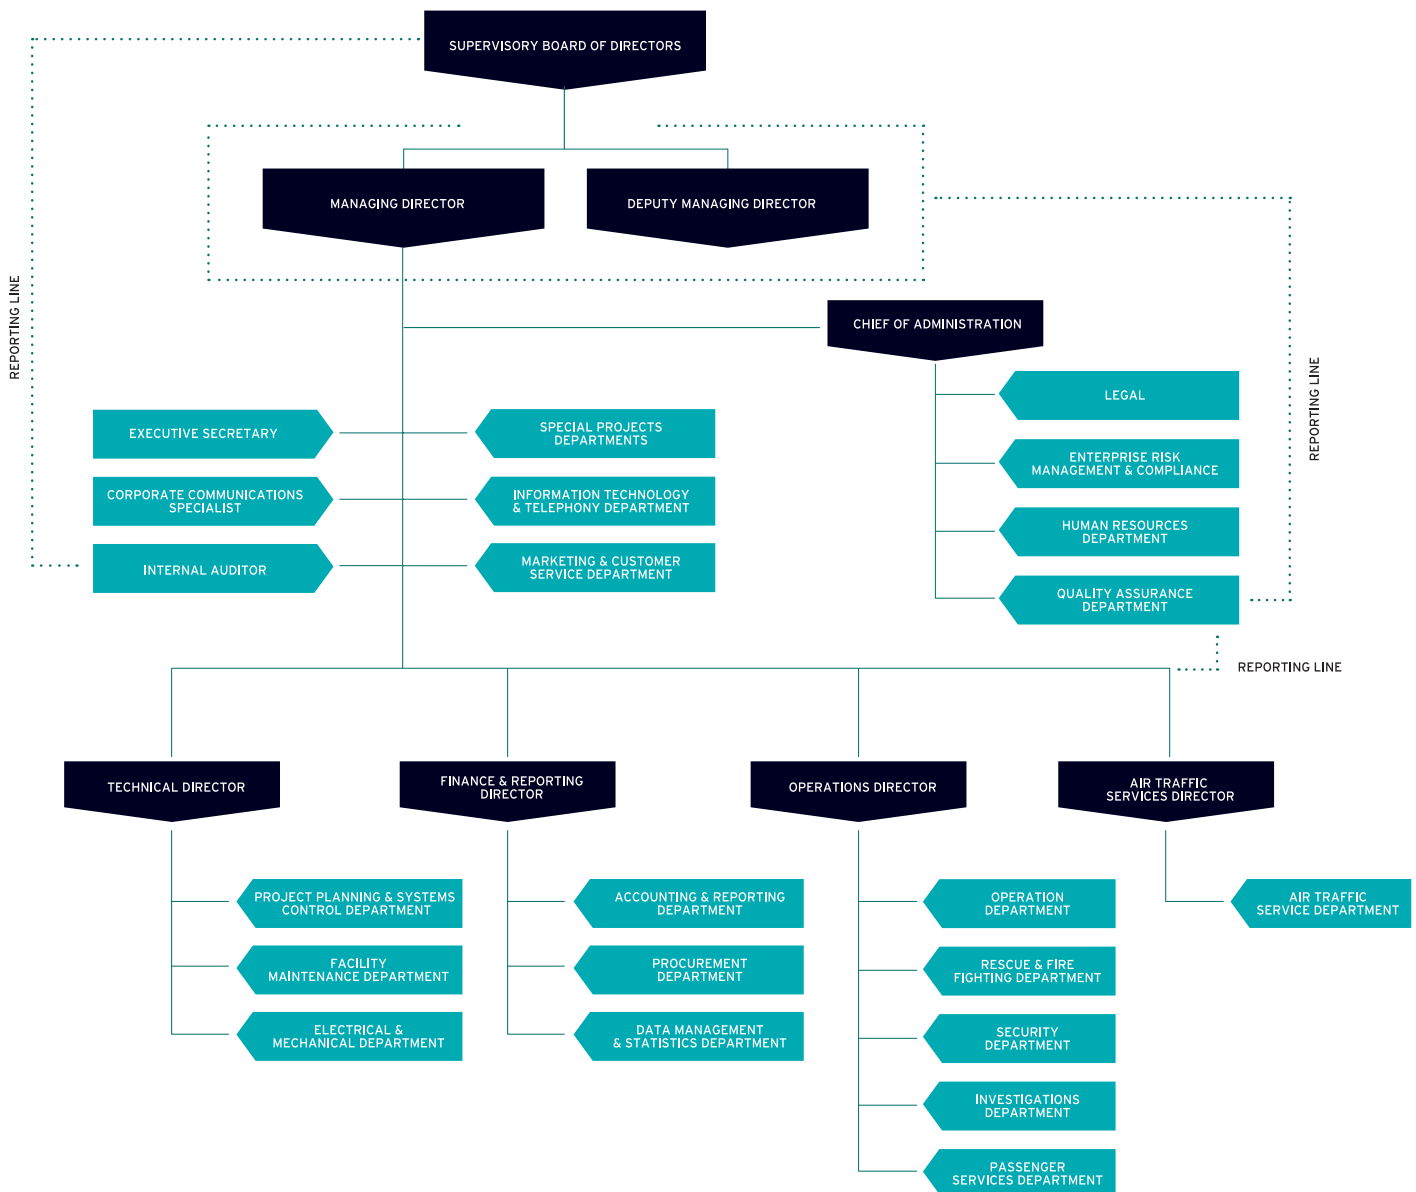 SUPERVISORY BOARD OF DIRECTORS
MANAGING DIRECTOR
DEPUTY MANAGING DIRECTOR
REPORTING LINE
CHIEF OF ADMINISTRATION
REPORTING LINE
LEGAL
ENTERPRISE RISK
MANAGEMENT & COMPLIANCE
HUMAN RESOURCES
DEPARTMENT
QUALITY ASSURANCE
DEPARTMENT
EXECUTIVE SECRETARY
CORPORATE COMMUNICATIONS
SPECIALIST
INTERNAL AUDITOR
SPECIAL PROJECTS
DEPARTMENTS
INFORMATION TECHNOLOGY
& TELEPHONY DEPARTMENT
MARKETING & CUSTOMER
SERVICE DEPARTMENT
REPORTING LINE
TECHNICAL DIRECTOR
PROJECT PLANNING & SYSTEMS
CONTROL DEPARTMENT
FACILITY
MAINTENANCE DEPARTMENT
ELECTRICAL &
MECHANICAL DEPARTMENT
FINANCE & REPORTING
DIRECTOR
ACCOUNTING & REPORTING
DEPARTMENT
PROCUREMENT
DEPARTMENT
DATA MANAGEMENT
& STATISTICS DEPARTMENT
OPERATIONS DIRECTOR
OPERATION
DEPARTMENT
RESCUE & FIRE
FIGHTING DEPARTMENT
SECURITY
DEPARTMENT
INVESTIGATIONS
DEPARTMENT
PASSENGER
SERVICES DEPARTMENT
AIR TRAFFIC
SERVICES DIRECTOR
AIR TRAFFIC
SERVICE DEPARTMENT